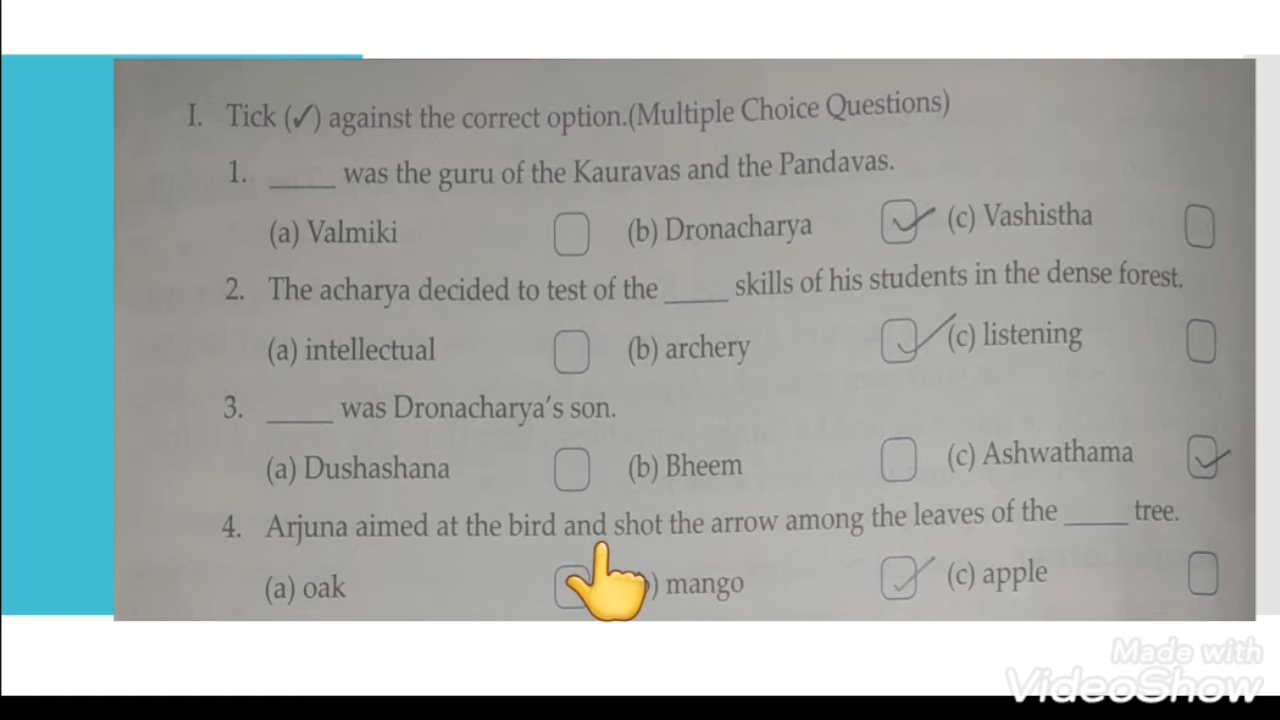 I. Tick (✓) against the correct option.(Multiple Choice Questions)
1. _____ was the guru of the Kauravas and the Pandavas.
(a) Valmiki (b) Dronacharya ✓ (c) Vashistha
2. The acharya decided to test of the _____ skills of his students in the dense forest.
(a) intellectual (b) archery ✓ (c) listening
3. _____ was Dronacharya's son.
(a) Dushashana (b) Bheem (c) Ashwathama ✓
4. Arjuna aimed at the bird and shot the arrow among the leaves of the _____ tree.
(a) oak ) mango ✓ (c) apple
Made with
VideoShow